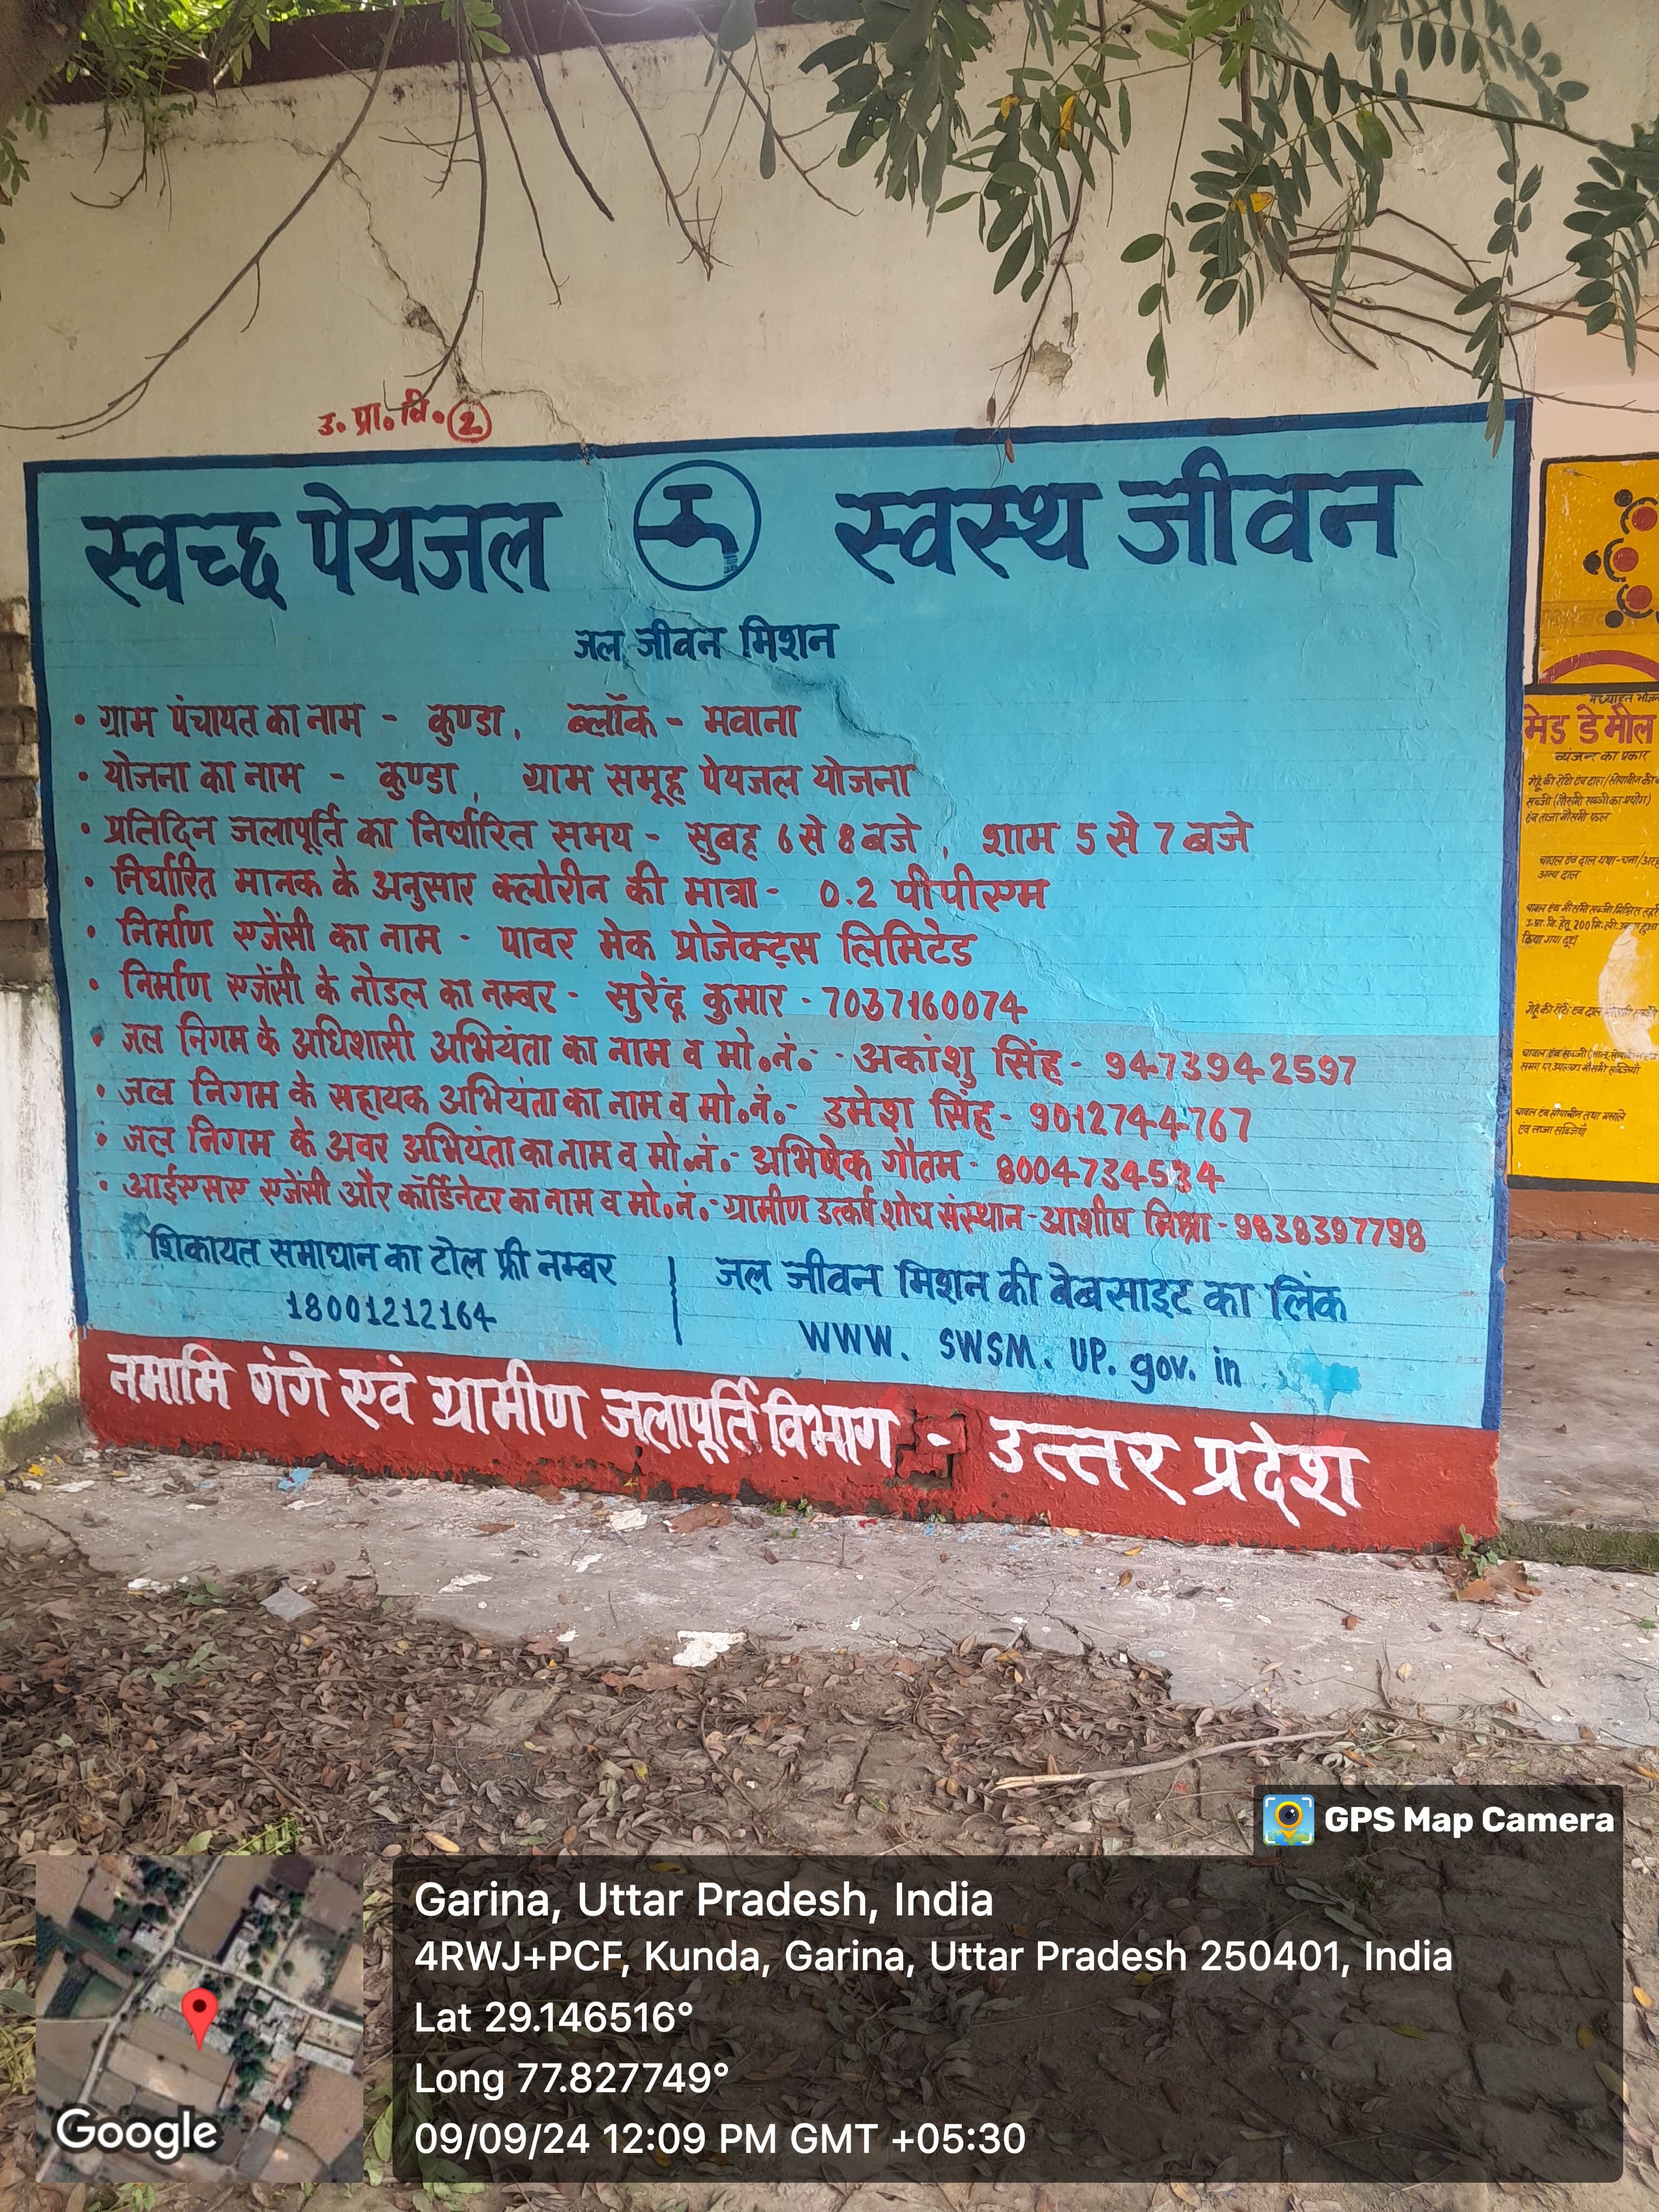 उ. प्रा. वि. 2
स्वच्छ पेयजल स्वस्थ जीवन
जल जीवन मिशन
• ग्राम पंचायत का नाम - कुण्डा, ब्लॉक - मवाना
• योजना का नाम - कुण्डा, ग्राम समूह पेयजल योजना
• प्रतिदिन जलापूर्ति का निर्धारित समय - सुबह 6 से 8 बजे, शाम 5 से 7 बजे
• निर्धारित मानक के अनुसार क्लोरीन की मात्रा - 0.2 पीपीएम
• निर्माण एजेंसी का नाम - पावर मेक प्रोजेक्ट्स लिमिटेड
• निर्माण एजेंसी के नोडल का नम्बर - सुरेंद्र कुमार - 7037160074
• जल निगम के अधिशासी अभियंता का नाम व मो.नं. - अकांशु सिंह - 9473942597
• जल निगम के सहायक अभियंता का नाम व मो.नं. - उमेश सिंह - 9012744767
• जल निगम के अवर अभियंता का नाम व मो.नं. - अभिषेक गौतम - 8004734534
• आईएसए एजेंसी और कॉर्डिनेटर का नाम व मो.नं. - ग्रामीण उत्कर्ष शोध संस्थान - आशीष मिश्रा - 9838397798
शिकायत समाधान का टोल फ्री नम्बर
18001212164
जल जीवन मिशन की वेबसाइट का लिंक
WWW. SWSM. UP. gov. in
नमामि गंगे एवं ग्रामीण जलापूर्ति विभाग - उत्तर प्रदेश
मेड डे मील
व्यंजन का प्रकार
GPS Map Camera
Garina, Uttar Pradesh, India
4RWJ+PCF, Kunda, Garina, Uttar Pradesh 250401, India
Lat 29.146516°
Long 77.827749°
09/09/24 12:09 PM GMT +05:30
Google